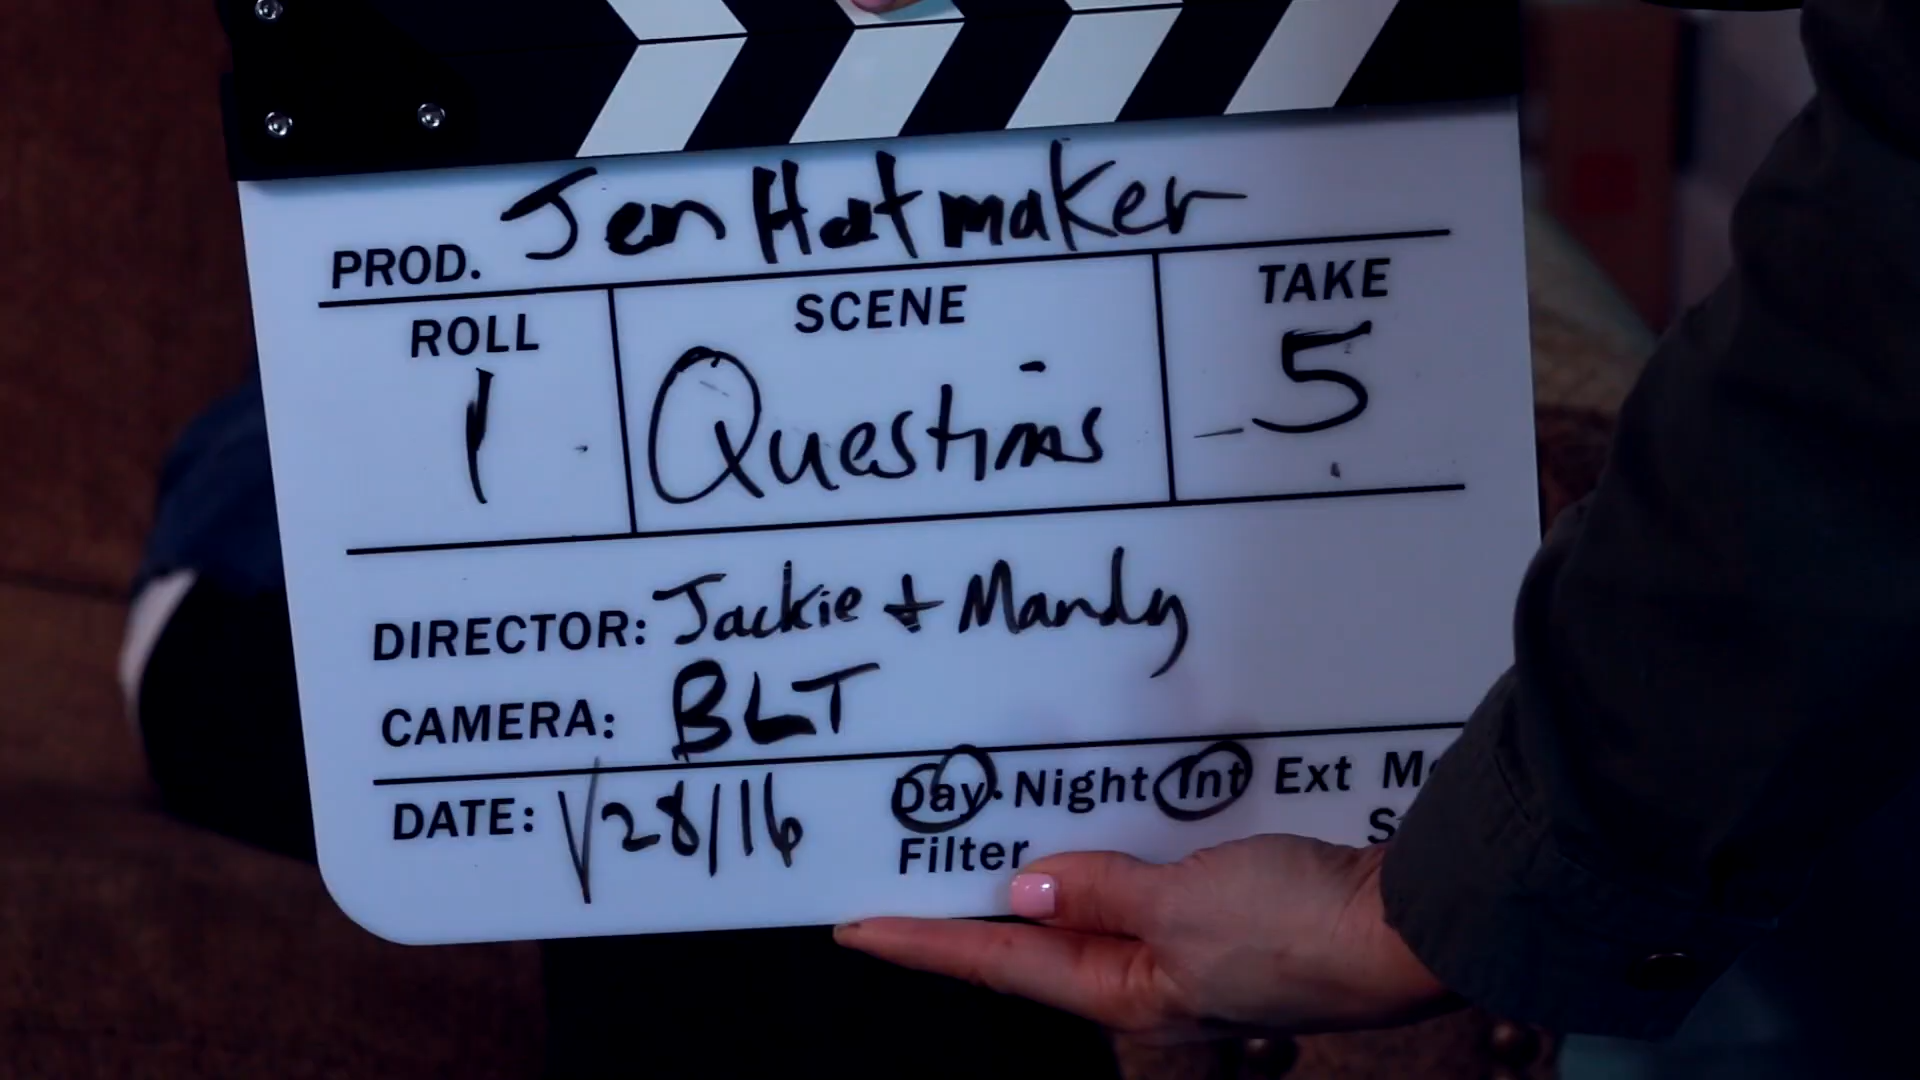 PROD. Jen Hatmaker
ROLL SCENE TAKE
1 Questions 5
DIRECTOR: Jackie + Mandy
CAMERA: BLT
DATE: 1/28/16 Day Night Int Ext
Filter